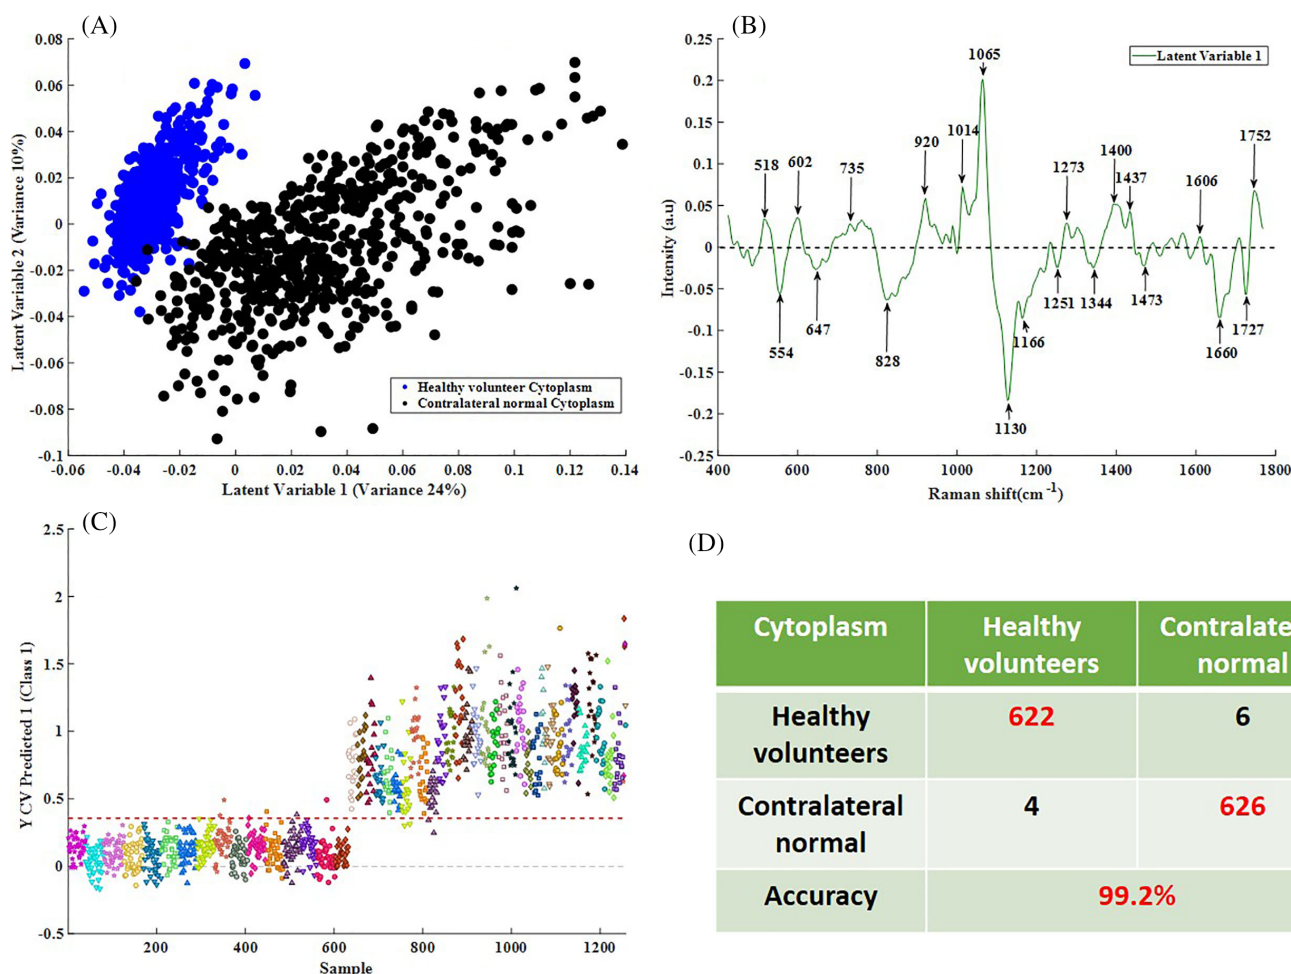 (A)
0.08
0.06
0.04
0.02
0
-0.02
-0.04
-0.06
-0.08
-0.1
Latent Variable 2 (Variance 10%)
Healthy volunteer Cytoplasm
Contralateral normal Cytoplasm
-0.06 -0.04 -0.02 0 0.02 0.04 0.06 0.08 0.1 0.12 0.14
Latent Variable 1 (Variance 24%)
(B)
0.25
0.2
0.15
0.1
0.05
0
-0.05
-0.1
-0.15
-0.2
-0.25
Intensity (a.u)
Latent Variable 1
1065
920 1014
1752
518 602 735
1273 1400
1437
1606
554 647 828
1130
1166
1251 1344 1473
1660
1727
400 600 800 1000 1200 1400 1600 1800
Raman shift(cm-1)
(C)
2.5
2
1.5
1
0.5
0
-0.5
Y CV Predicted 1 (Class 1)
200 400 600 800 1000 1200
Sample
(D)
Cytoplasm Healthy Contralate
volunteers normal
Healthy 622 6
volunteers
Contralateral 4 626
normal
Accuracy 99.2%